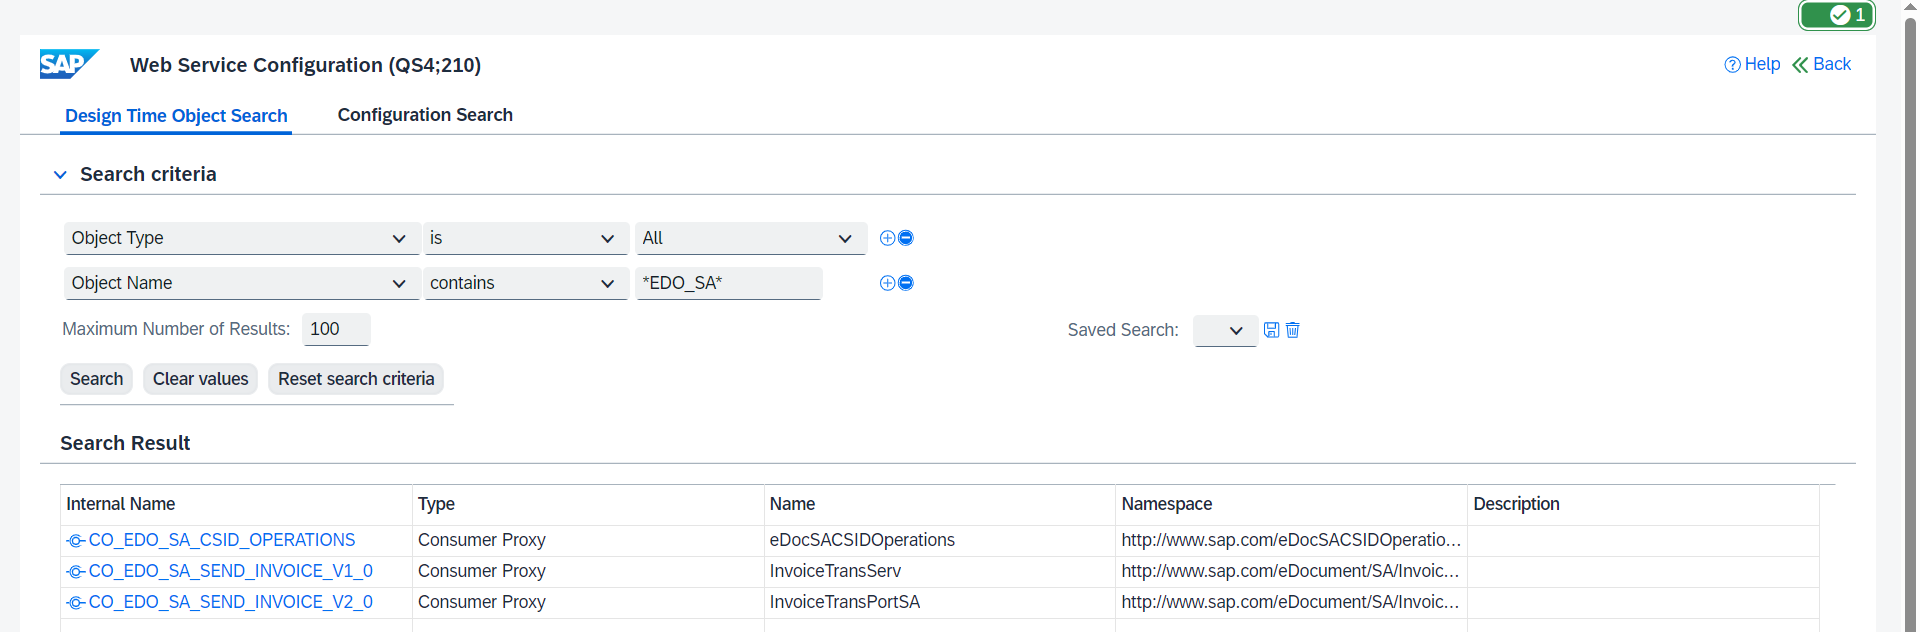 1
SAP Web Service Configuration (QS4;210) Help Back
Design Time Object Search Configuration Search
Search criteria
Object Type is All
Object Name contains *EDO_SA*
Maximum Number of Results: 100 Saved Search:
Search Clear values Reset search criteria
Search Result
Internal Name Type Name Namespace Description
CO_EDO_SA_CSID_OPERATIONS Consumer Proxy eDocSACSIDOperations http://www.sap.com/eDocSACSIDOperatio...
CO_EDO_SA_SEND_INVOICE_V1_0 Consumer Proxy InvoiceTransServ http://www.sap.com/eDocument/SA/Invoic...
CO_EDO_SA_SEND_INVOICE_V2_0 Consumer Proxy InvoiceTransPortSA http://www.sap.com/eDocument/SA/Invoic...